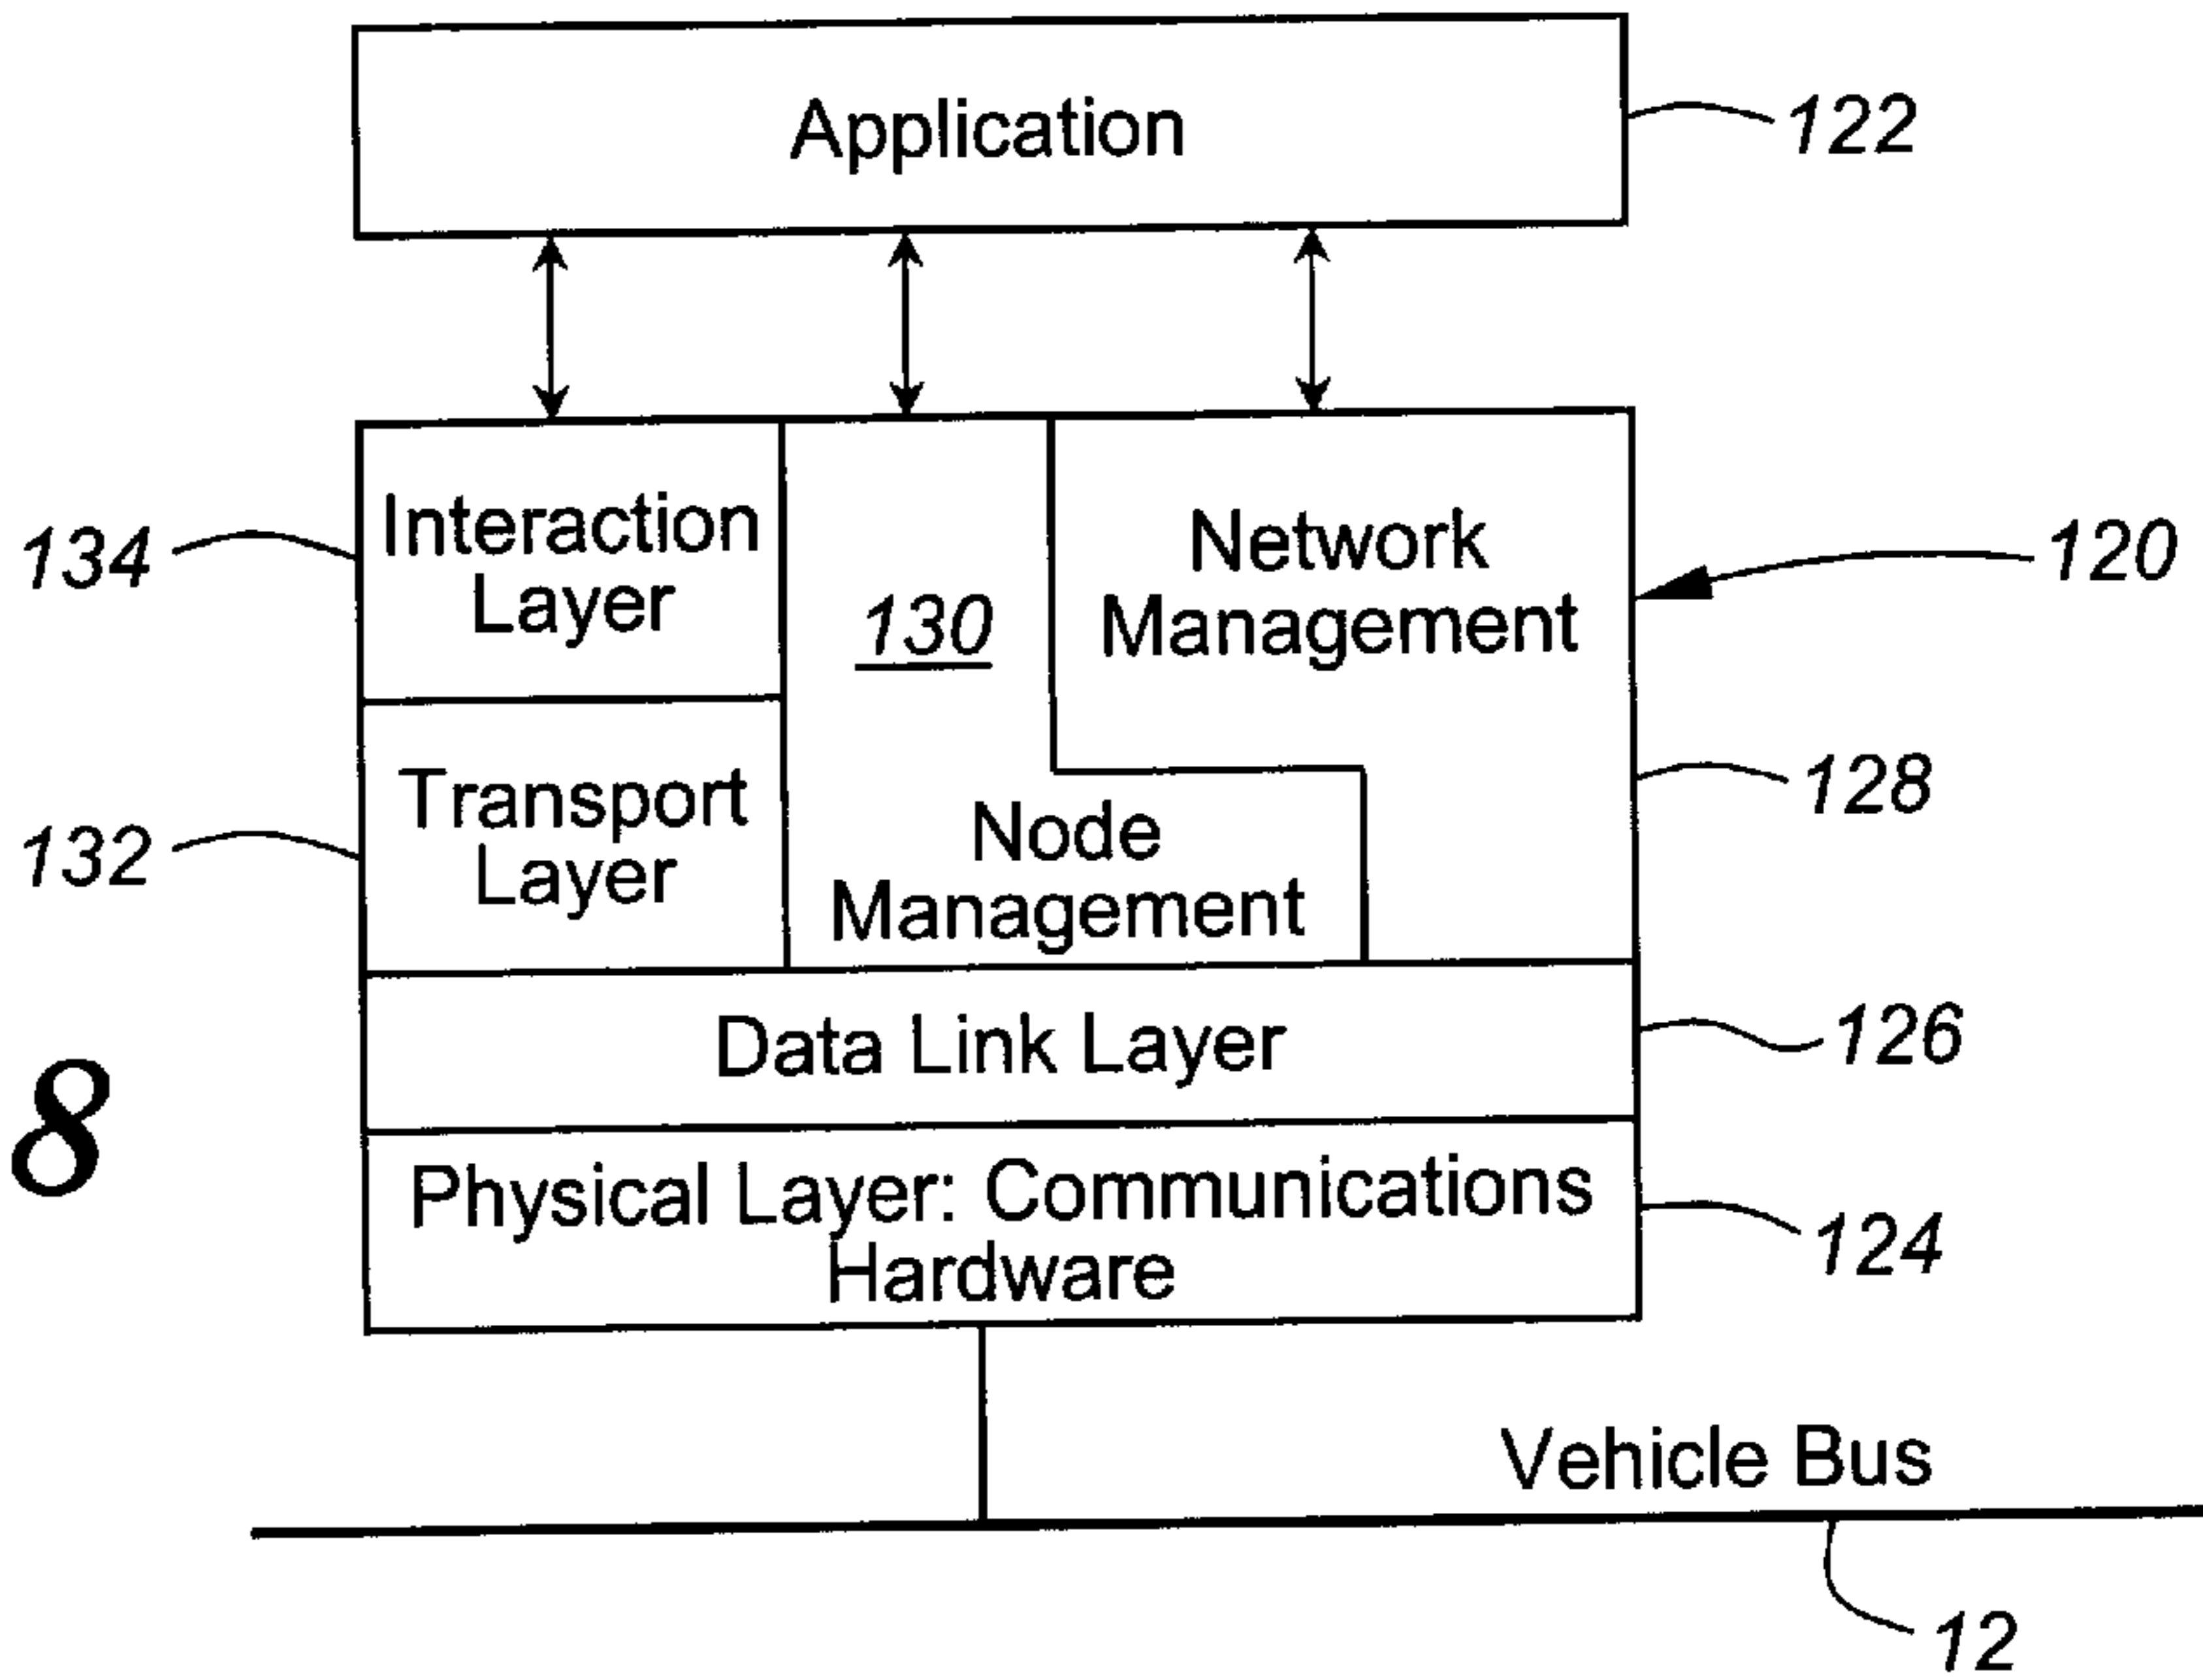 Application
122
Interaction
Layer
134
130
Network
Management
120
Transport
Layer
132
Node
Management
128
Data Link Layer
126
8
Physical Layer: Communications
Hardware
124
Vehicle Bus
12